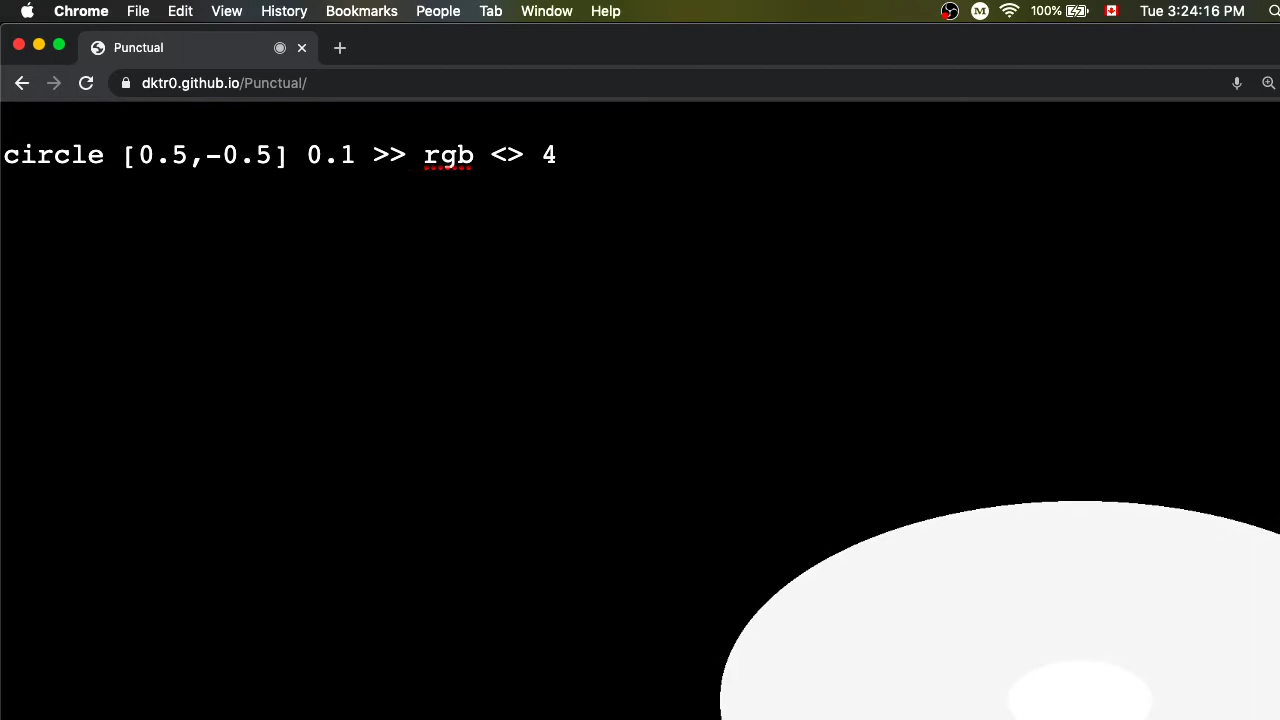 Chrome File Edit View History Bookmarks People Tab Window Help M 100% Tue 3:24:16 PM
Punctual
dktr0.github.io/Punctual/
circle [0.5,-0.5] 0.1 >> rgb <> 4